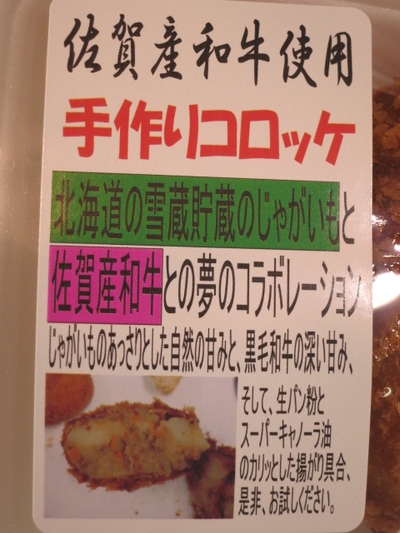 佐賀産和牛使用
手作りコロッケ
北海道の雪蔵貯蔵のじゃがいもと
佐賀産和牛との夢のコラボレーション
じゃがいものあっさりとした自然の甘みと、黒毛和牛の深い甘み、
そして、生パン粉と
スーパーキャノーラ油
のカリッとした揚がり具合、
是非、お試しください。